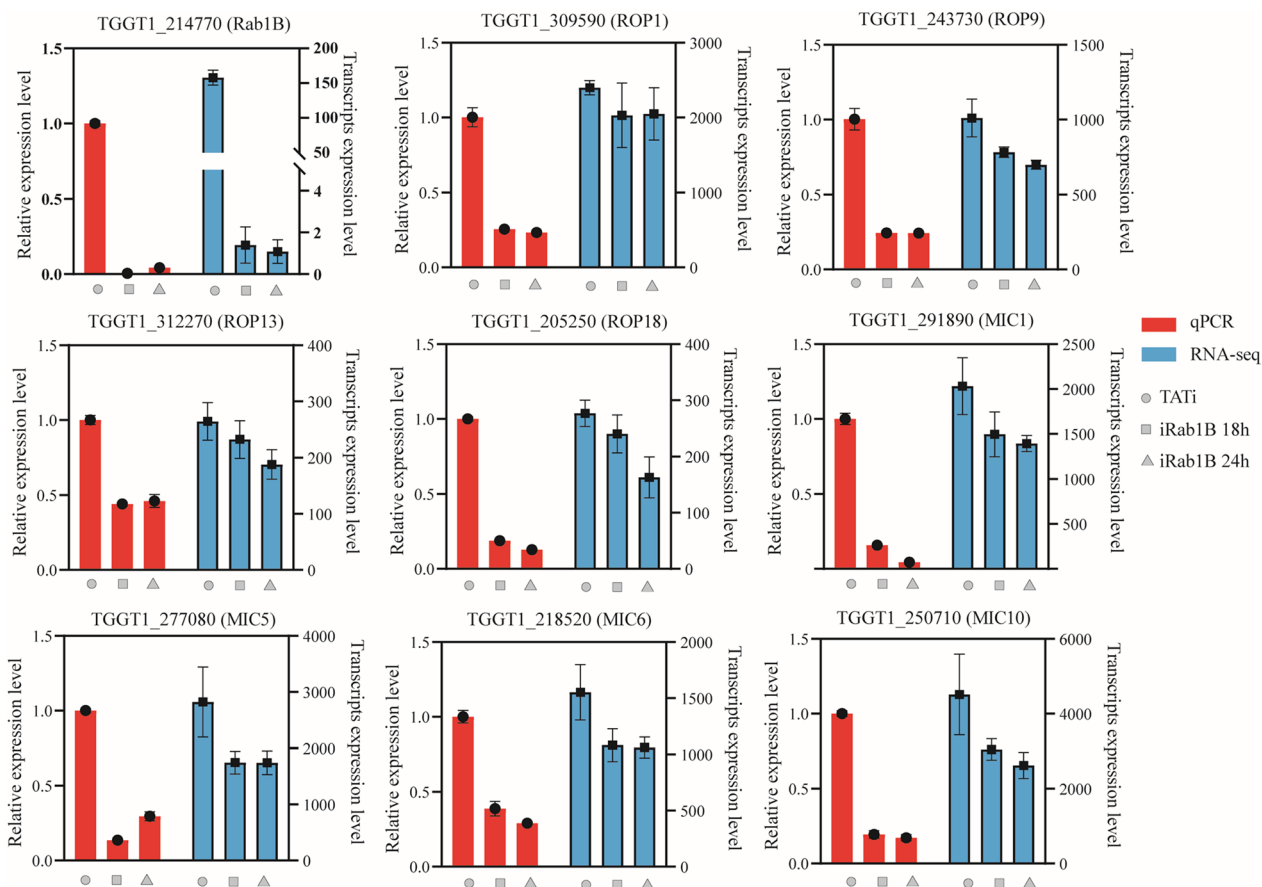 TGGT1_214770 (Rab1B)
Relative expression level
1.5
1.0
0.5
0.0
200
150
100
50
4
2
0
Transcripts expression level
TGGT1_309590 (ROP1)
Relative expression level
1.5
1.0
0.5
0.0
3000
2000
1000
0
Transcripts expression level
TGGT1_243730 (ROP9)
Relative expression level
1.5
1.0
0.5
0.0
1500
1000
500
0
Transcripts expression level
TGGT1_312270 (ROP13)
Relative expression level
1.5
1.0
0.5
0.0
400
300
200
100
0
Transcripts expression level
TGGT1_205250 (ROP18)
Relative expression level
1.5
1.0
0.5
0.0
400
300
200
100
0
Transcripts expression level
TGGT1_291890 (MIC1)
Relative expression level
1.5
1.0
0.5
0.0
2500
2000
1500
1000
500
Transcripts expression level
qPCR
RNA-seq
TATi
iRab1B 18h
iRab1B 24h
TGGT1_277080 (MIC5)
Relative expression level
1.5
1.0
0.5
0.0
4000
3000
2000
1000
0
Transcripts expression level
TGGT1_218520 (MIC6)
Relative expression level
1.5
1.0
0.5
0.0
2000
1500
1000
500
0
Transcripts expression level
TGGT1_250710 (MIC10)
Relative expression level
1.5
1.0
0.5
0.0
6000
4000
2000
0
Transcripts expression level